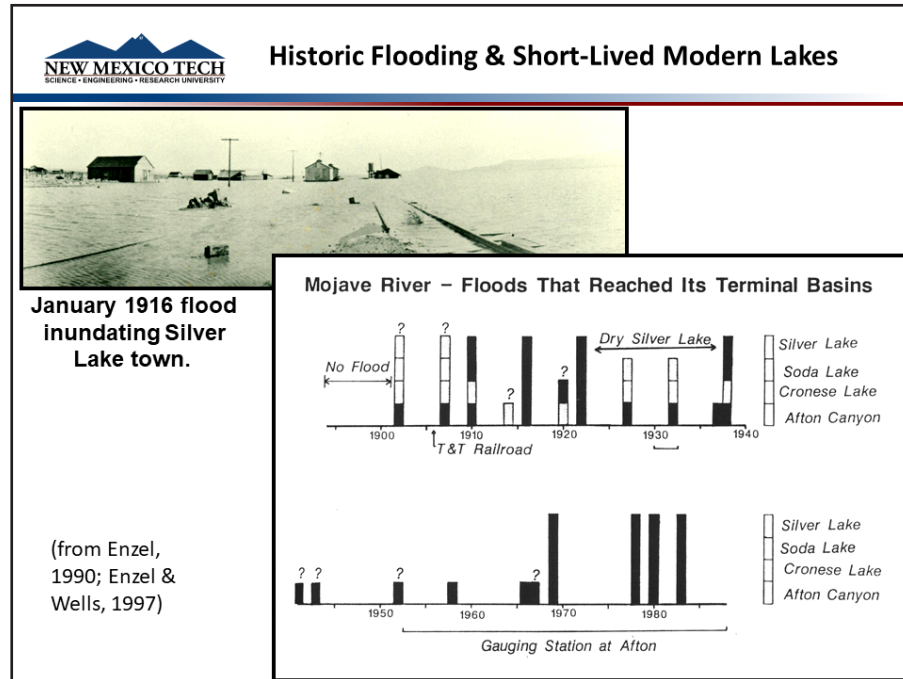 NEW MEXICO TECH
SCIENCE • ENGINEERING • RESEARCH UNIVERSITY
Historic Flooding & Short-Lived Modern Lakes
January 1916 flood
inundating Silver
Lake town.
(from Enzel,
1990; Enzel &
Wells, 1997)
Mojave River – Floods That Reached Its Terminal Basins
? ?
Dry Silver Lake
Silver Lake
No Flood
Soda Lake
?
Cronese Lake
?
Afton Canyon
1900 1910 1920 1930 1940
T&T Railroad
Silver Lake
Soda Lake
Cronese Lake
? ? ? ?
Afton Canyon
1950 1960 1970 1980
Gauging Station at Afton